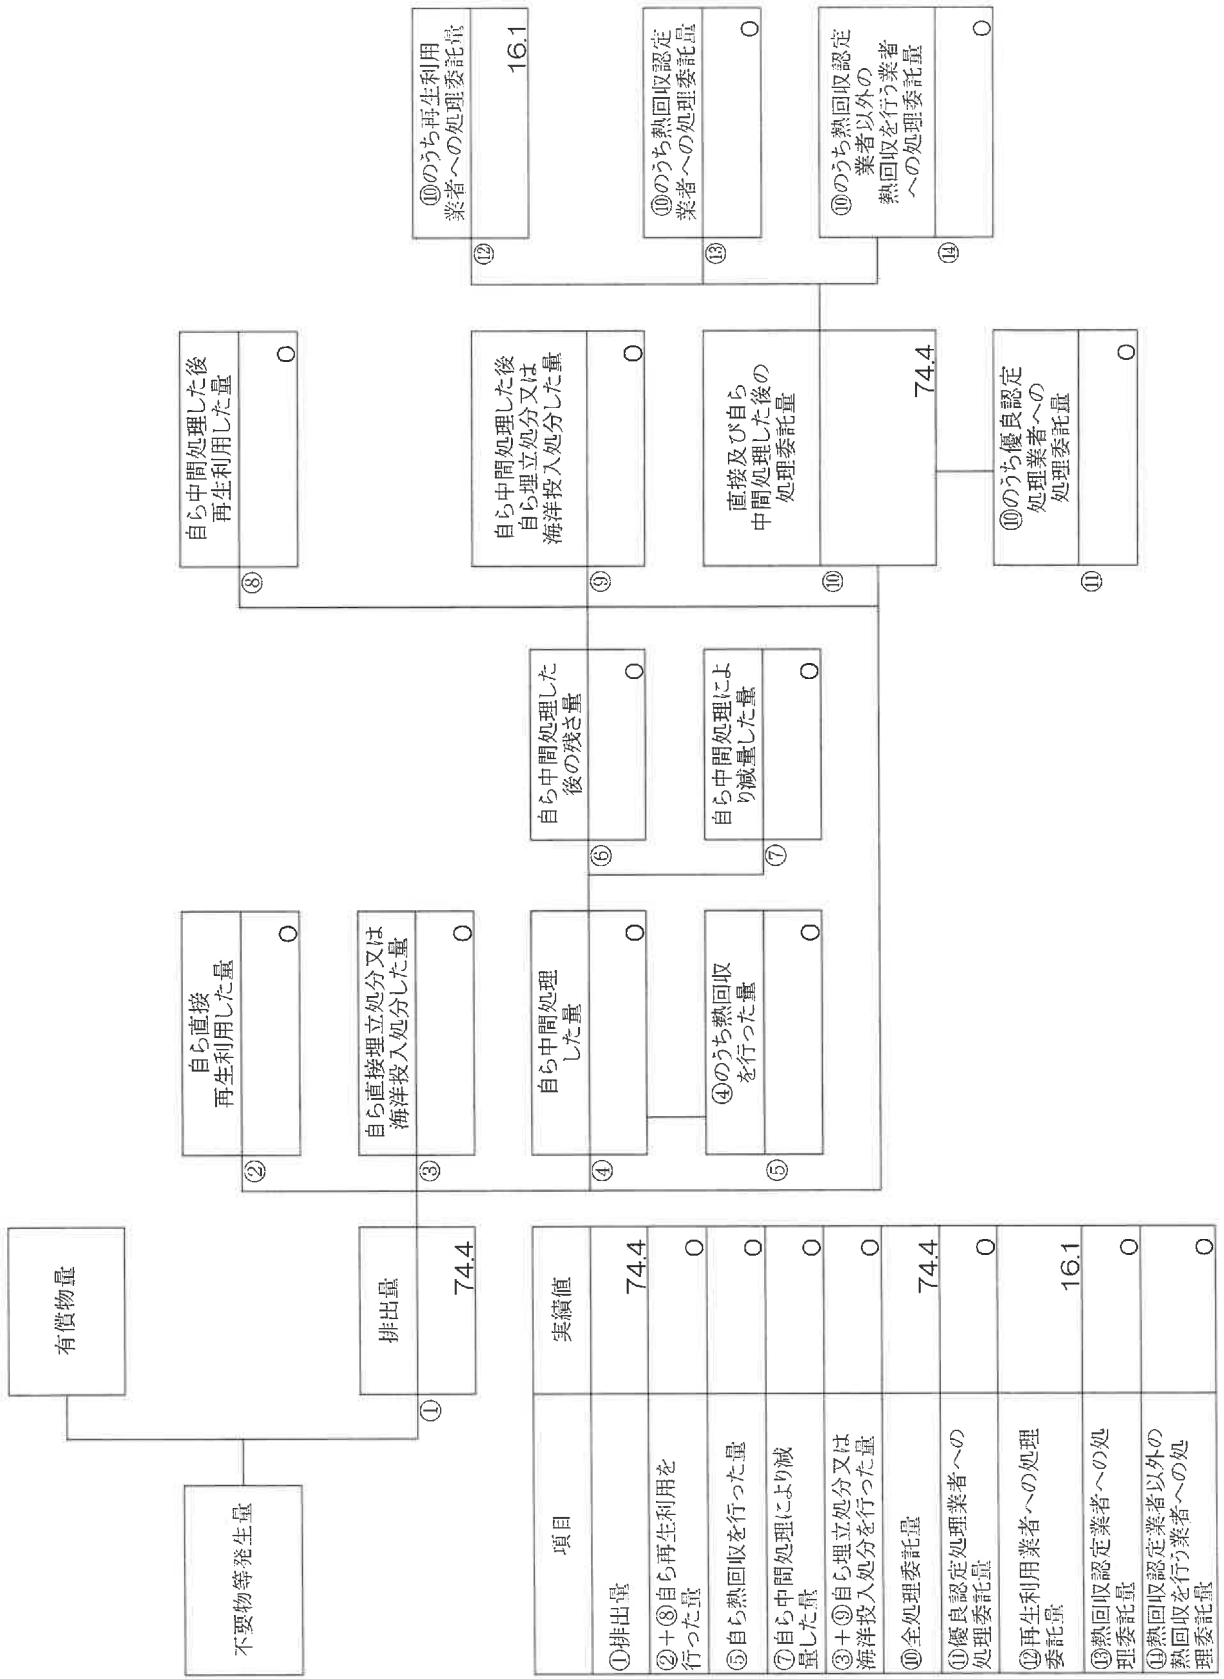 有償物量
不要物等発生量
①
排出量
74.4
②
自ら直接
再生利用した量
0
③
自ら直接埋立処分又は
海洋投入処分した量
0
④
自ら中間処理
した量
0
⑤
④のうち熱回収
を行った量
0
⑥
自ら中間処理した
後の残さ量
0
⑦
自ら中間処理によ
り減量した量
0
⑧
自ら中間処理した後
再生利用した量
0
⑨
自ら中間処理した後
自ら埋立処分又は
海洋投入処分した量
0
⑩
直接及び自ら
中間処理した後の
処理委託量
74.4
⑪
⑩のうち優良認定
処理業者への
処理委託量
0
⑫
⑩のうち再生利用
業者への処理委託量
16.1
⑬
⑩のうち熱回収認定
業者への処理委託量
0
⑭
⑩のうち熱回収認定
業者以外の
熱回収を行う業者
への処理委託量
0
項目 実績値
①排出量 74.4
②+⑧自ら再生利用を
行った量 0
⑤自ら熱回収を行った量 0
⑦自ら中間処理により減
量した量 0
③+⑨自ら埋立処分又は
海洋投入処分を行った量 0
⑩全処理委託量 74.4
⑪優良認定処理業者への
処理委託量 0
⑫再生利用業者への処理
委託量 16.1
⑬熱回収認定業者への処
理委託量 0
⑭熱回収認定業者以外の
熱回収を行う業者への処
理委託量 0